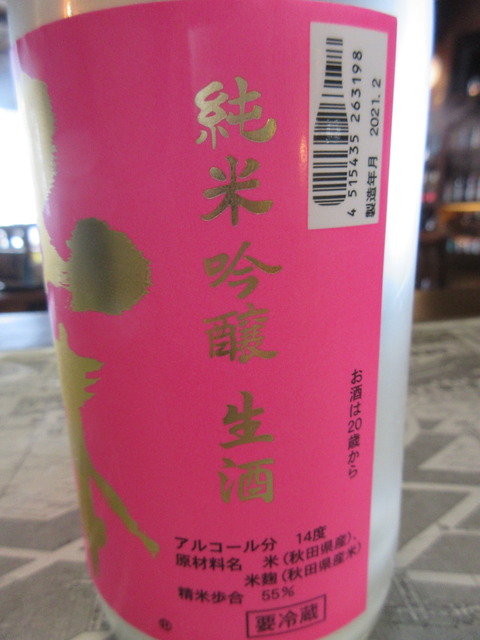 純米吟醸 生酒
4 515435 263198
製造年月 2021.2
お酒は20歳から
アルコール分 14度
原材料名 米(秋田県産)、
米麹(秋田県産米)
精米歩合 55%
要冷蔵